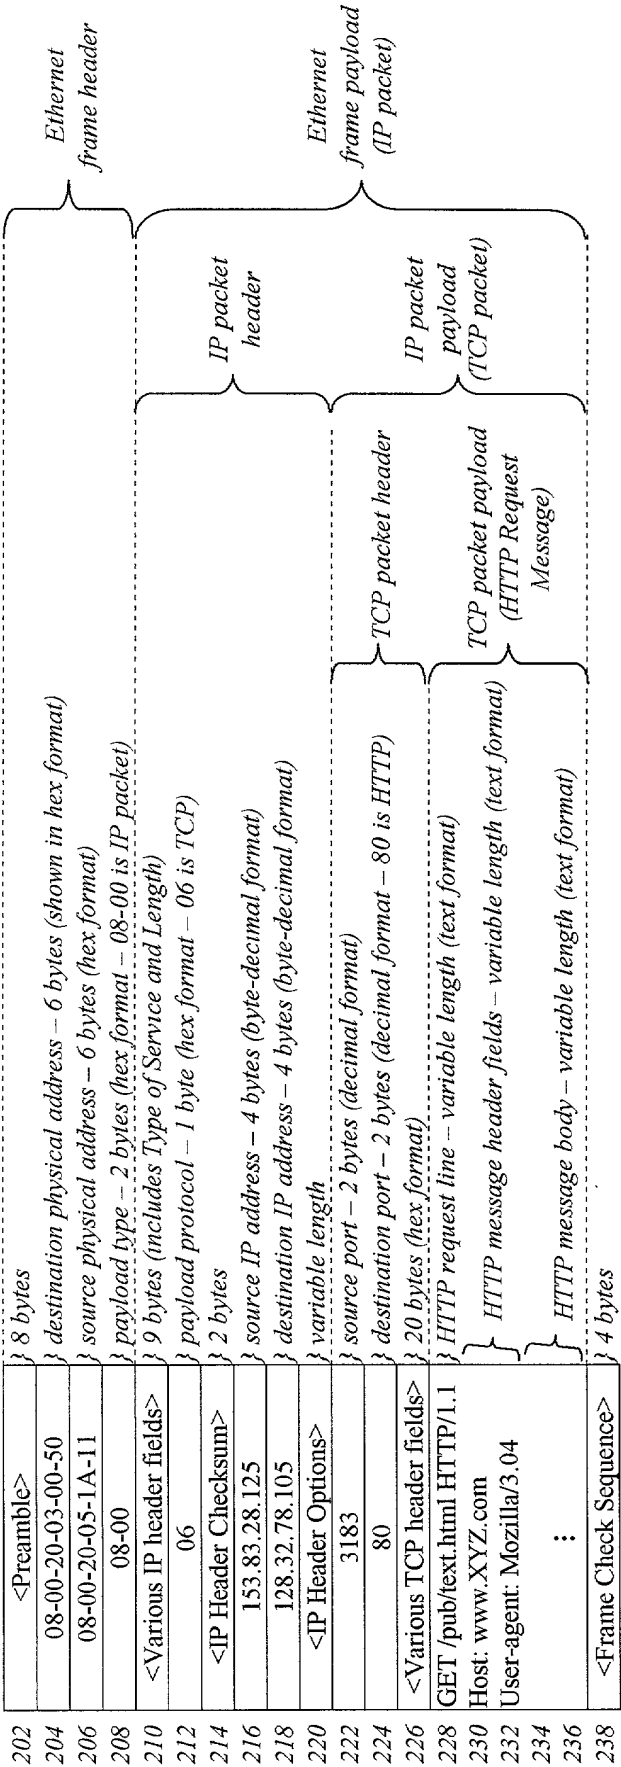 202 <Preamble> } 8 bytes
204 08-00-20-03-00-50 } destination physical address – 6 bytes (shown in hex format)
206 08-00-20-05-1A-11 } source physical address – 6 bytes (hex format)
208 08-00 } payload type – 2 bytes (hex format – 08-00 is IP packet)
Ethernet
frame header
210 <Various IP header fields> } 9 bytes (includes Type of Service and Length)
212 06 } payload protocol – 1 byte (hex format – 06 is TCP)
214 <IP Header Checksum> } 2 bytes
216 153.83.28.125 } source IP address – 4 bytes (byte-decimal format)
218 128.32.78.105 } destination IP address – 4 bytes (byte-decimal format)
220 <IP Header Options> } variable length
IP packet
header
222 3183 } source port – 2 bytes (decimal format)
224 80 } destination port – 2 bytes (decimal format – 80 is HTTP)
226 <Various TCP header fields> } 20 bytes (hex format)
TCP packet header
228 GET /pub/text.html HTTP/1.1 } HTTP request line – variable length (text format)
230 Host: www.XYZ.com
232 User-agent: Mozilla/3.04
HTTP message header fields – variable length (text format)
234
236 ⋮
HTTP message body – variable length (text format)
TCP packet payload
(HTTP Request
Message)
IP packet
payload
(TCP packet)
Ethernet
frame payload
(IP packet)
238 <Frame Check Sequence> } 4 bytes